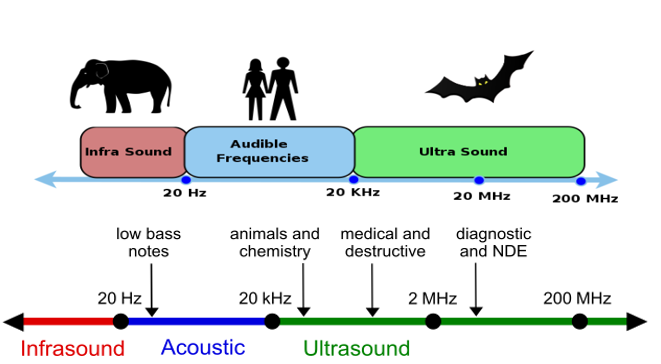 Infra Sound
Audible
Frequencies
Ultra Sound
20 Hz
20 KHz
20 MHz
200 MHz
low bass
notes
animals and
chemistry
medical and
destructive
diagnostic
and NDE
20 Hz
20 kHz
2 MHz
200 MHz
Infrasound
Acoustic
Ultrasound